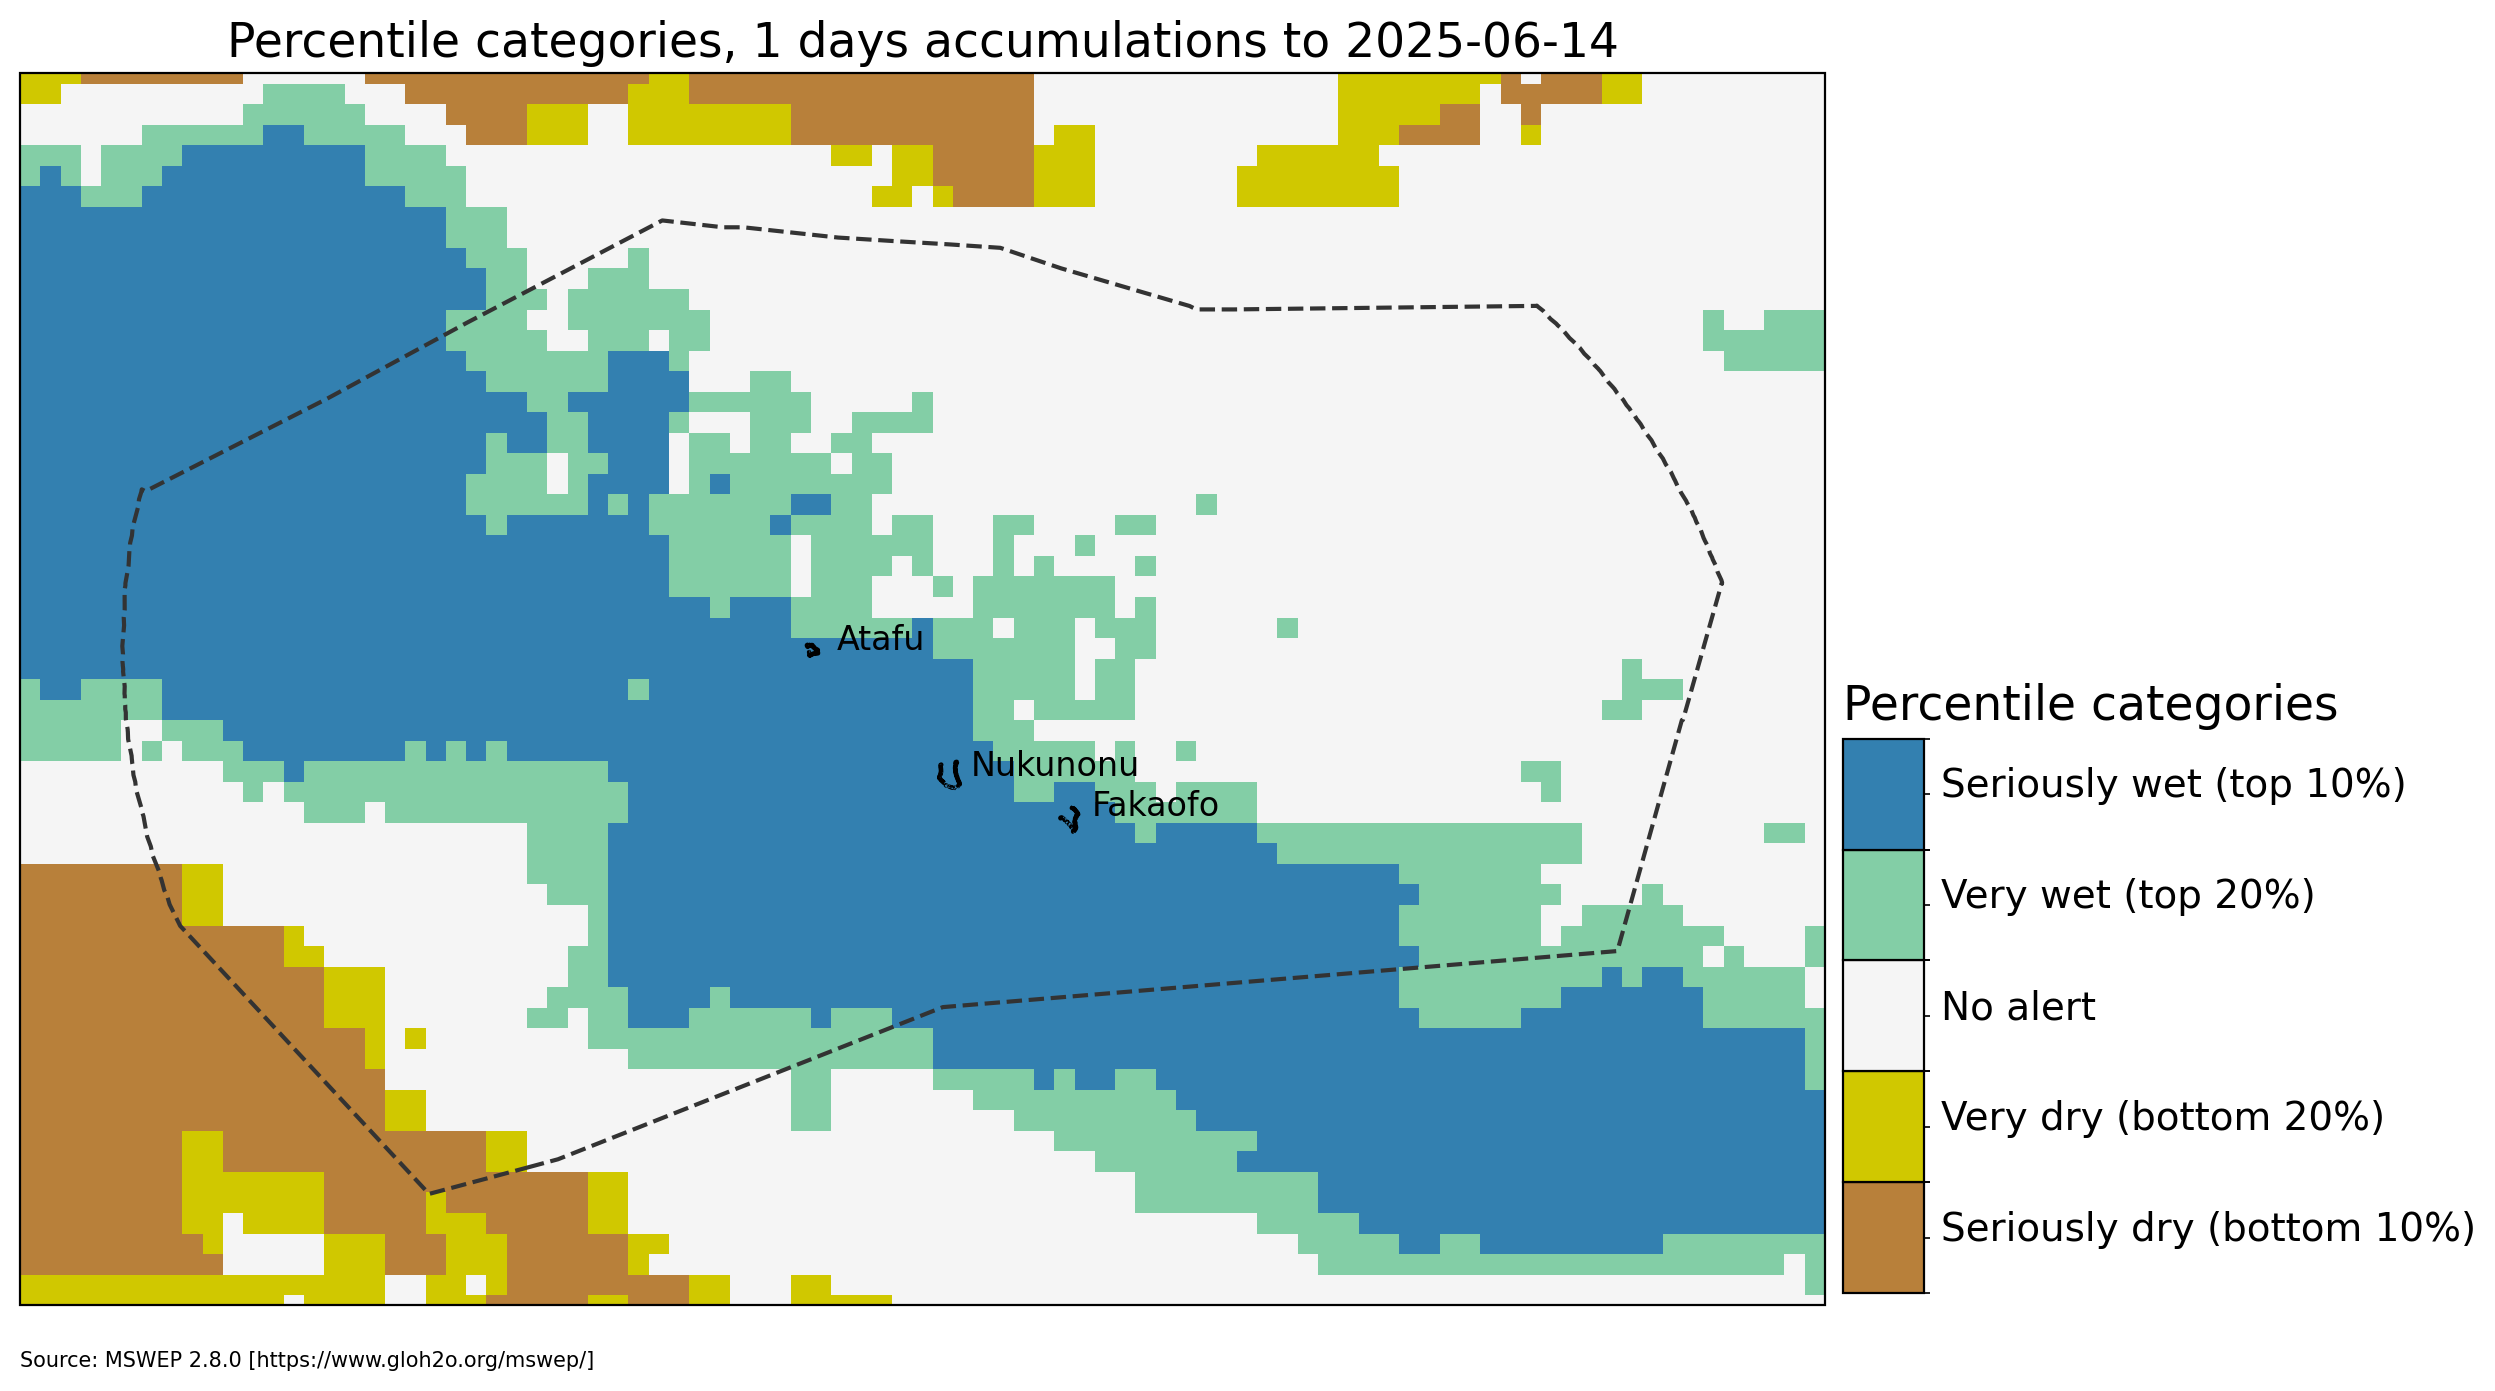 Percentile categories, 1 days accumulations to 2025-06-14
Atafu
Nukunonu
Fakaofo
Percentile categories
Seriously wet (top 10%)
Very wet (top 20%)
No alert
Very dry (bottom 20%)
Seriously dry (bottom 10%)
Source: MSWEP 2.8.0 [https://www.gloh2o.org/mswep/]